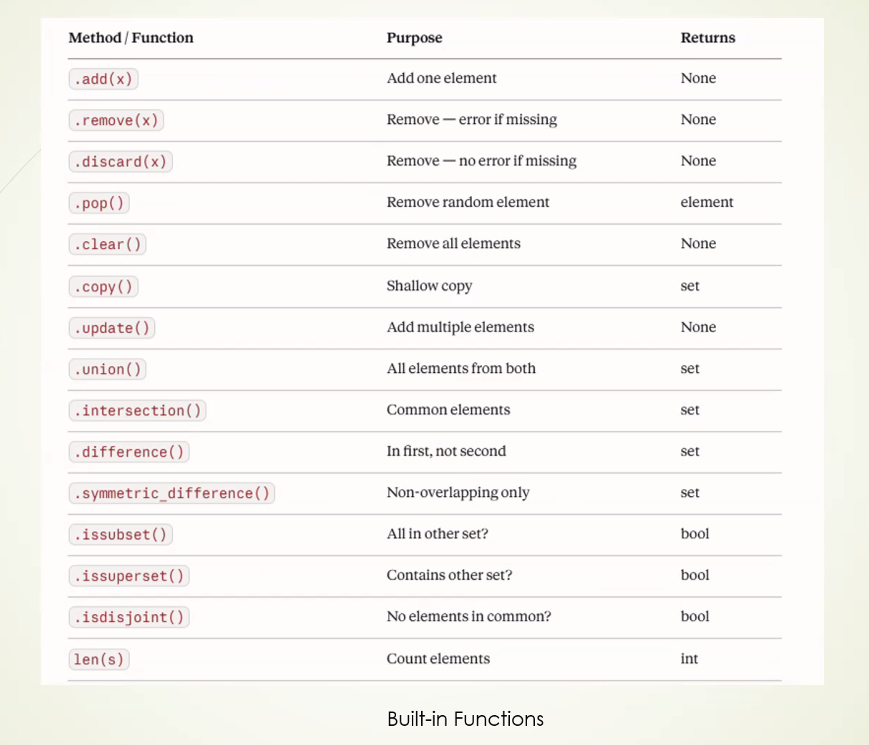 Method / Function Purpose Returns
.add(x) Add one element None
.remove(x) Remove — error if missing None
.discard(x) Remove — no error if missing None
.pop() Remove random element element
.clear() Remove all elements None
.copy() Shallow copy set
.update() Add multiple elements None
.union() All elements from both set
.intersection() Common elements set
.difference() In first, not second set
.symmetric_difference() Non-overlapping only set
.issubset() All in other set? bool
.issuperset() Contains other set? bool
.isdisjoint() No elements in common? bool
len(s) Count elements int
Built-in Functions